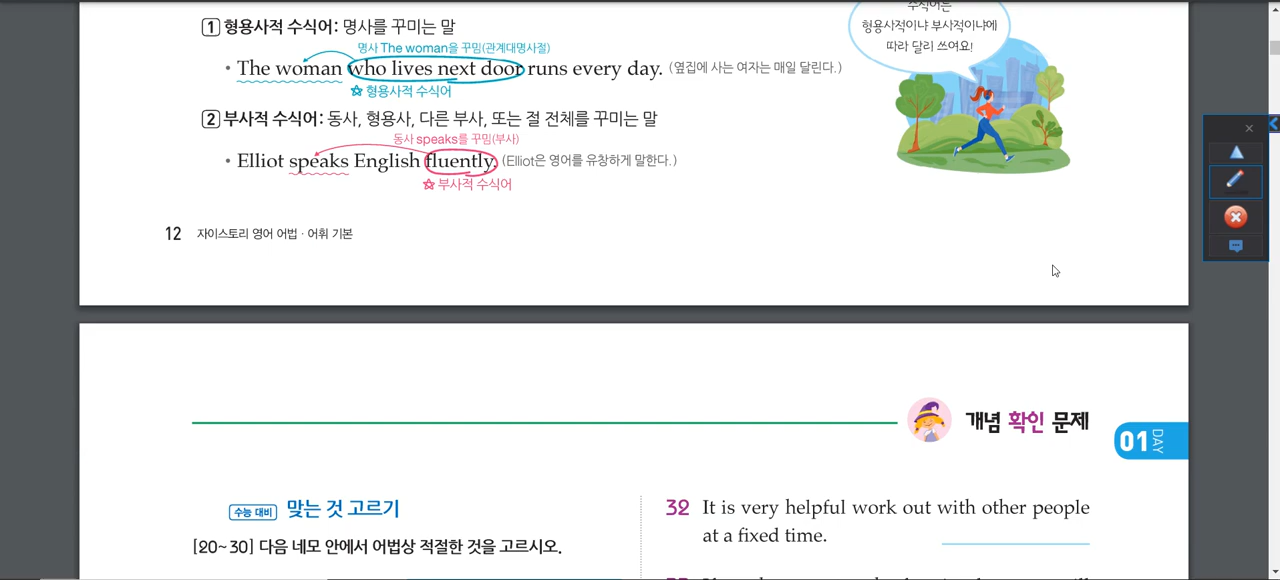 1 형용사적 수식어: 명사를 꾸미는 말
명사 The woman을 꾸밈(관계대명사절)
• The woman who lives next door runs every day. (옆집에 사는 여자는 매일 달린다.)
☆ 형용사적 수식어
2 부사적 수식어: 동사, 형용사, 다른 부사, 또는 절 전체를 꾸미는 말
동사 speaks를 꾸밈(부사)
• Elliot speaks English fluently. (Elliot은 영어를 유창하게 말한다.)
☆ 부사적 수식어
수식어는
형용사적이냐 부사적이냐에
따라 달리 쓰여요!
12 자이스토리 영어 어법 · 어휘 기본
개념 확인 문제
01 DAY
수능 대비 맞는 것 고르기
[20~30] 다음 네모 안에서 어법상 적절한 것을 고르시오.
32 It is very helpful work out with other people
at a fixed time.